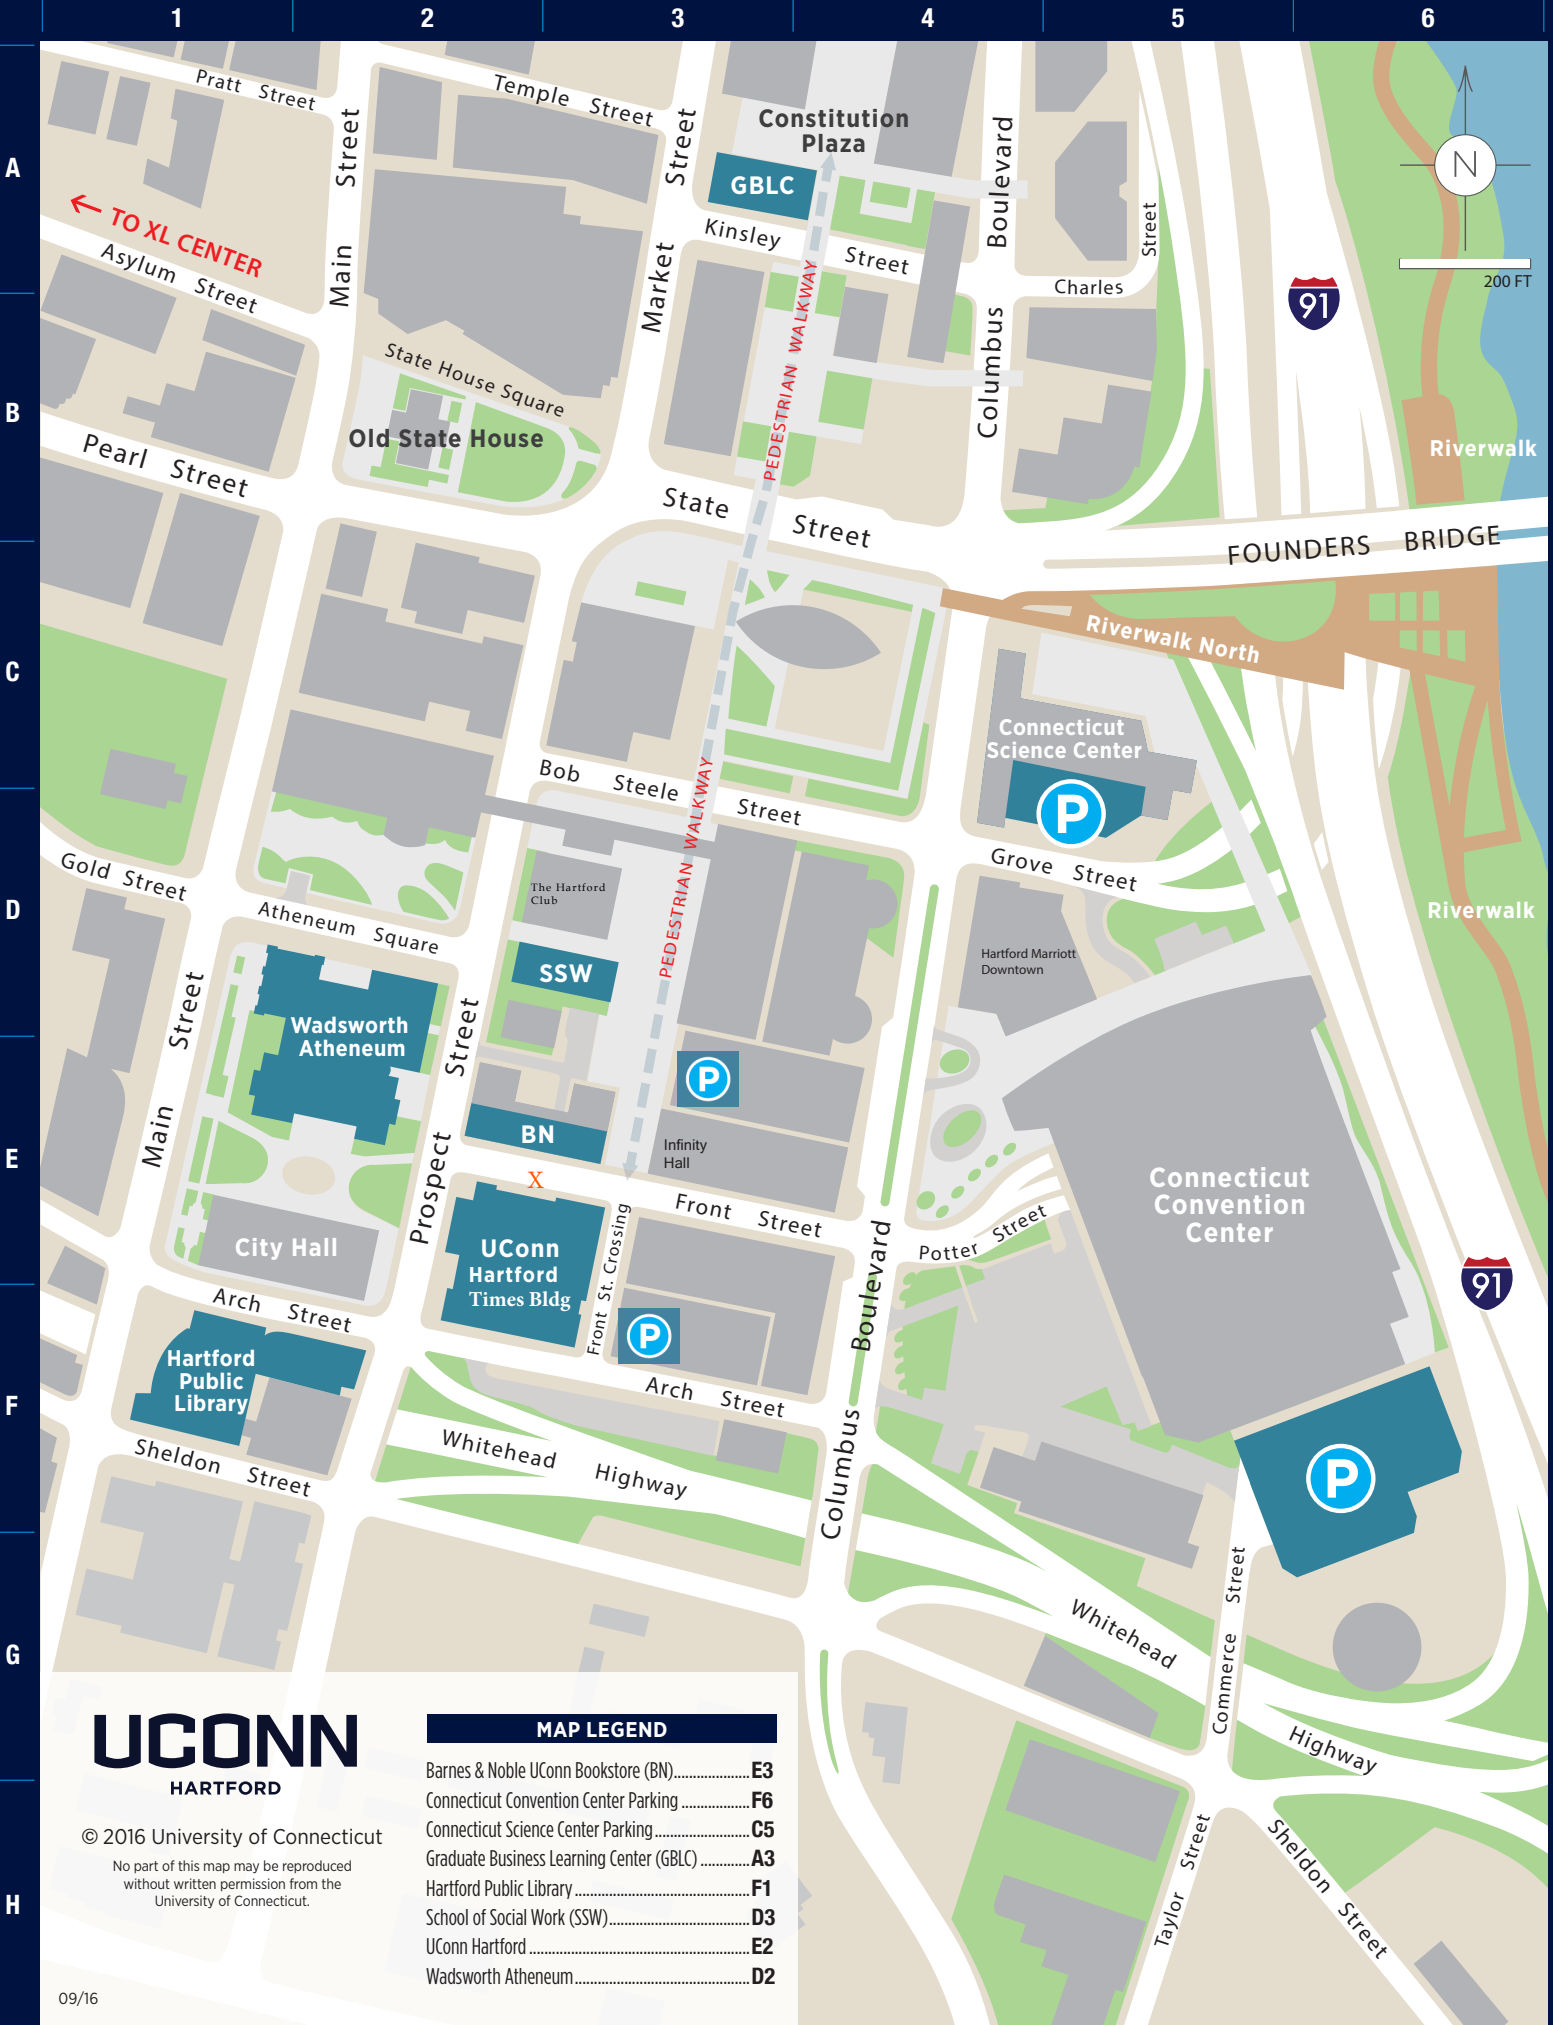 1 2 3 4 5 6
A
B
C
D
E
F
G
H
Pratt Street
Temple Street
Main Street
Market Street
Constitution
Plaza
GBLC
Kinsley Street
Columbus Boulevard
Charles Street
N
200 FT
91
← TO XL CENTER
Asylum Street
PEDESTRIAN WALKWAY
State House Square
Old State House
Pearl Street
State Street
Riverwalk
FOUNDERS BRIDGE
Riverwalk North
Connecticut
Science Center
P
Bob Steele Street
PEDESTRIAN WALKWAY
Grove Street
Gold Street
The Hartford
Club
Atheneum Square
Riverwalk
Hartford Marriott
Downtown
SSW
Main Street
Wadsworth
Atheneum
Prospect Street
P
BN
Infinity
Hall
X
Front Street
Connecticut
Convention
Center
Potter Street
City Hall
UConn
Hartford
Times Bldg
Front St. Crossing
91
Arch Street
P
Columbus Boulevard
Hartford
Public
Library
Arch Street
Sheldon Street
Whitehead Highway
P
Commerce Street
Whitehead Highway
Taylor Street
Sheldon Street
UCONN
HARTFORD
© 2016 University of Connecticut
No part of this map may be reproduced
without written permission from the
University of Connecticut.
09/16
MAP LEGEND
Barnes & Noble UConn Bookstore (BN)....................E3
Connecticut Convention Center Parking ..................F6
Connecticut Science Center Parking.........................C5
Graduate Business Learning Center (GBLC) .............A3
Hartford Public Library ..............................................F1
School of Social Work (SSW).....................................D3
UConn Hartford ..........................................................E2
Wadsworth Atheneum..............................................D2